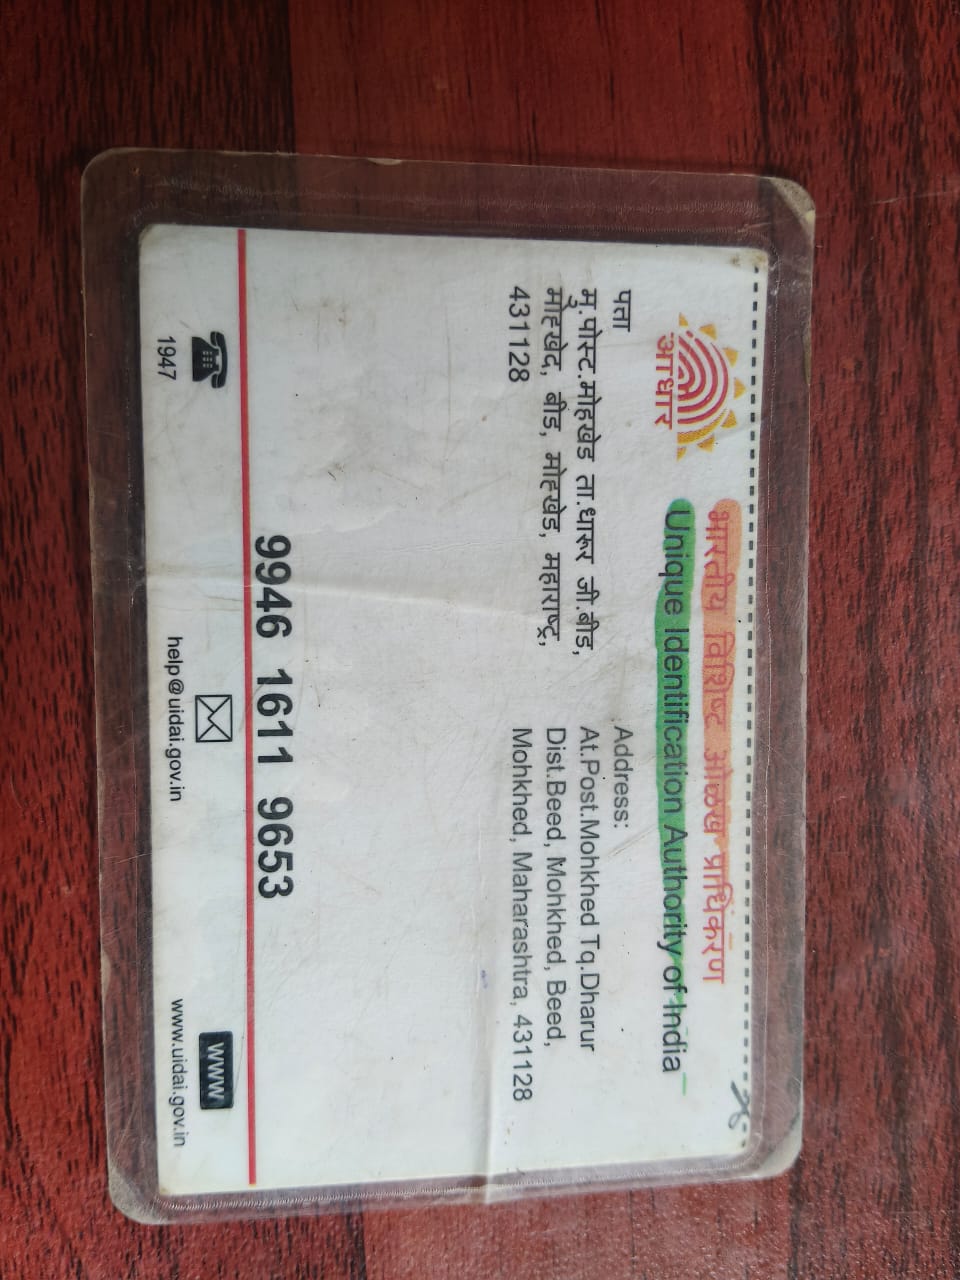 भारतीय विशिष्ट ओळख प्राधिकरण
Unique Identification Authority of India
आधार
पत्ता
मु.पोस्ट.मोहखेड ता.धारूर जी.बीड,
मोहखेद, बीड, मोहखेड, महाराष्ट्र,
431128
Address:
At.Post.Mohkhed Tq.Dharur
Dist.Beed, Mohkhed, Beed,
Mohkhed, Maharashtra, 431128
9946 1611 9653
1947
help@uidai.gov.in
www
www.uidai.gov.in